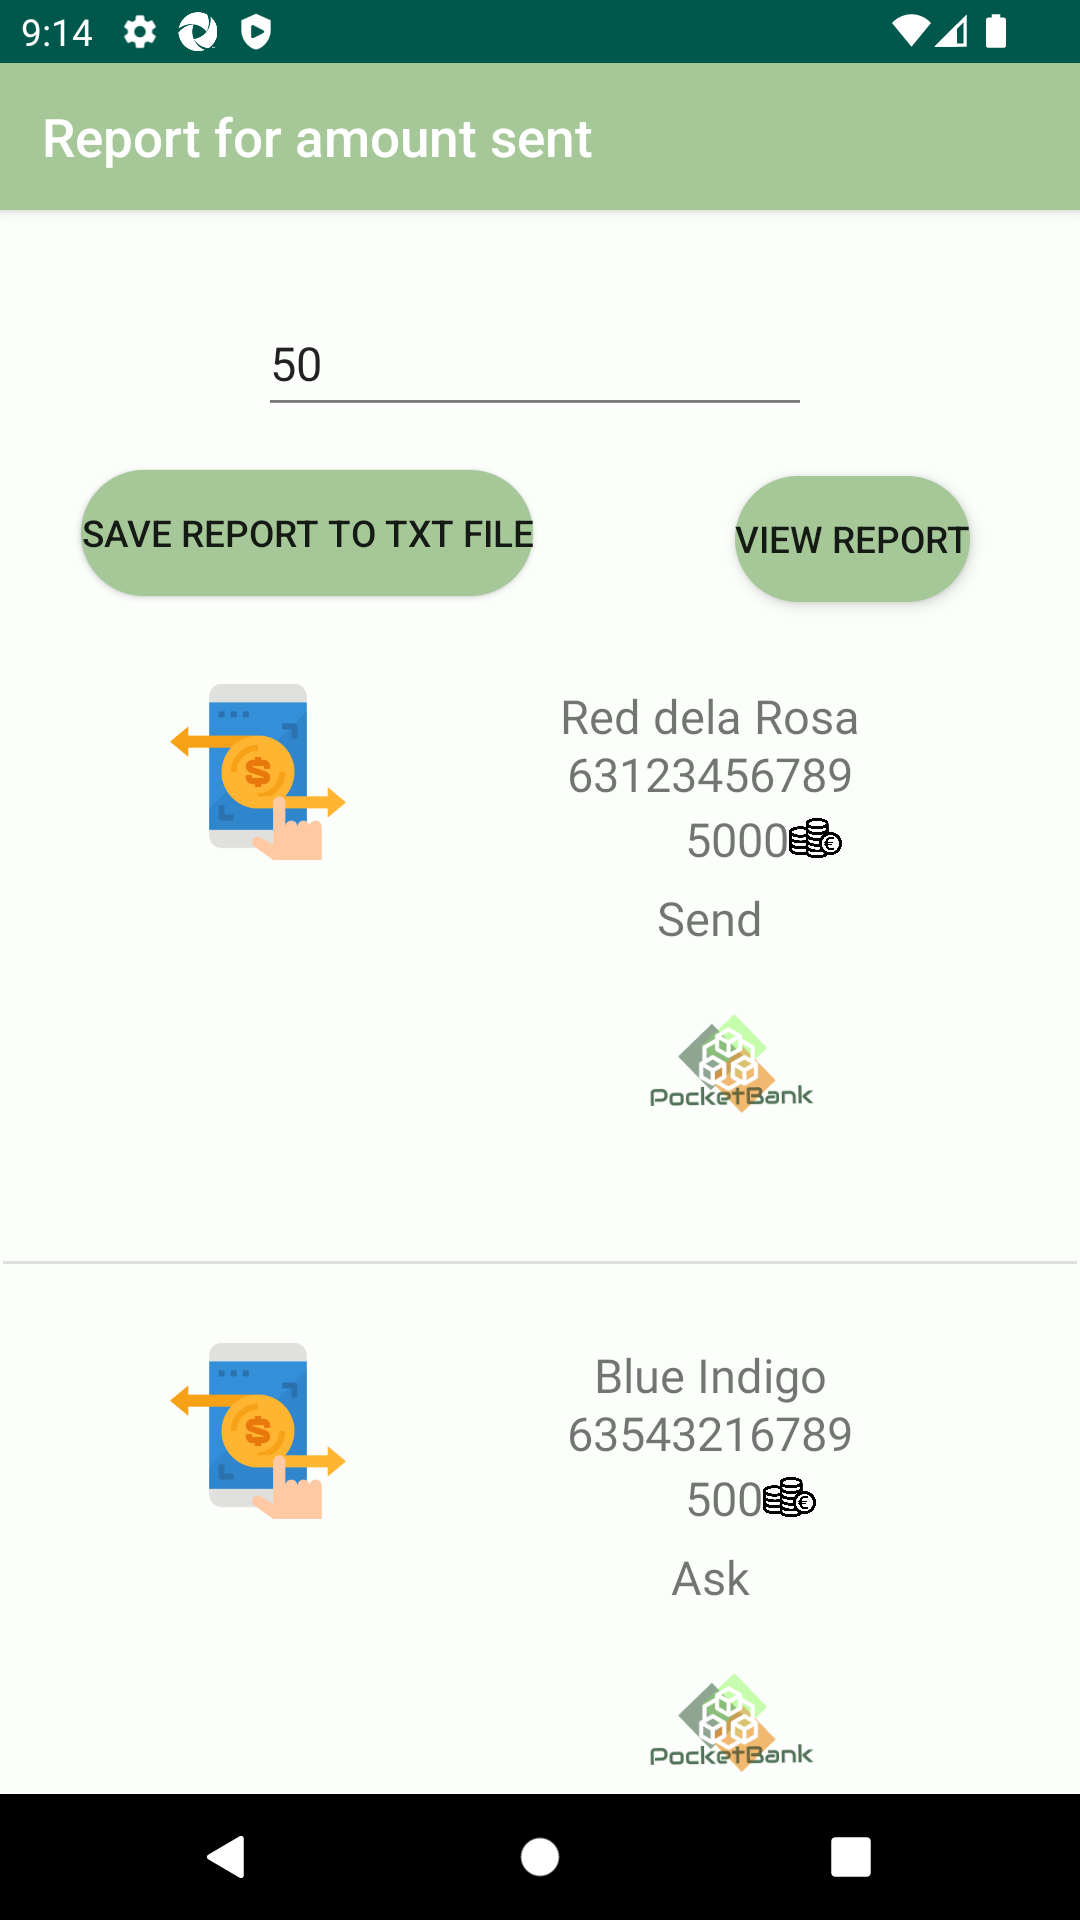 9:14
Report for amount sent
50
SAVE REPORT TO TXT FILE
VIEW REPORT
$
Red dela Rosa
63123456789
5000
€
Send
PocketBank
$
Blue Indigo
63543216789
500
€
Ask
PocketBank